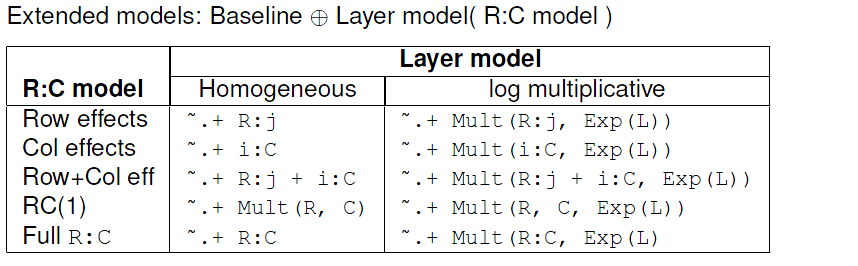 Extended models: Baseline ⊕ Layer model( R:C model )
Layer model
R:C model Homogeneous log multiplicative
Row effects ~.+ R:j ~.+ Mult(R:j, Exp(L))
Col effects ~.+ i:C ~.+ Mult(i:C, Exp(L))
Row+Col eff ~.+ R:j + i:C ~.+ Mult(R:j + i:C, Exp(L))
RC(1) ~.+ Mult(R, C) ~.+ Mult(R, C, Exp(L))
Full R:C ~.+ R:C ~.+ Mult(R:C, Exp(L)